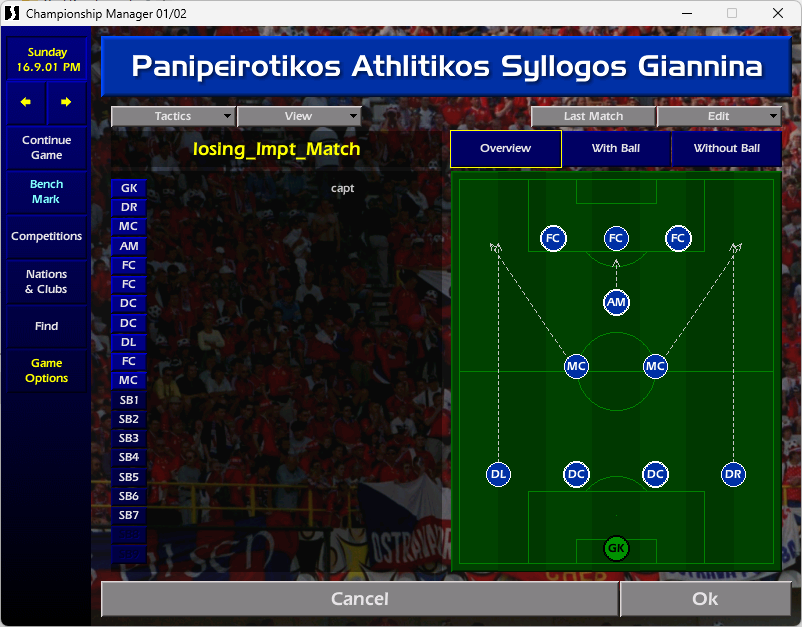 Championship Manager 01/02
Sunday
16.9.01 PM
Panipeirotikos Athlitikos Syllogos Giannina
Tactics
View
Last Match
Edit
Continue
Game
Bench
Mark
Competitions
Nations
& Clubs
Find
Game
Options
losing_Impt_Match
Overview
With Ball
Without Ball
GK capt
DR
MC
AM
FC
FC
DC
DC
DL
FC
MC
SB1
SB2
SB3
SB4
SB5
SB6
SB7
FC FC FC
AM
MC MC
DL DC DC DR
GK
Cancel
Ok